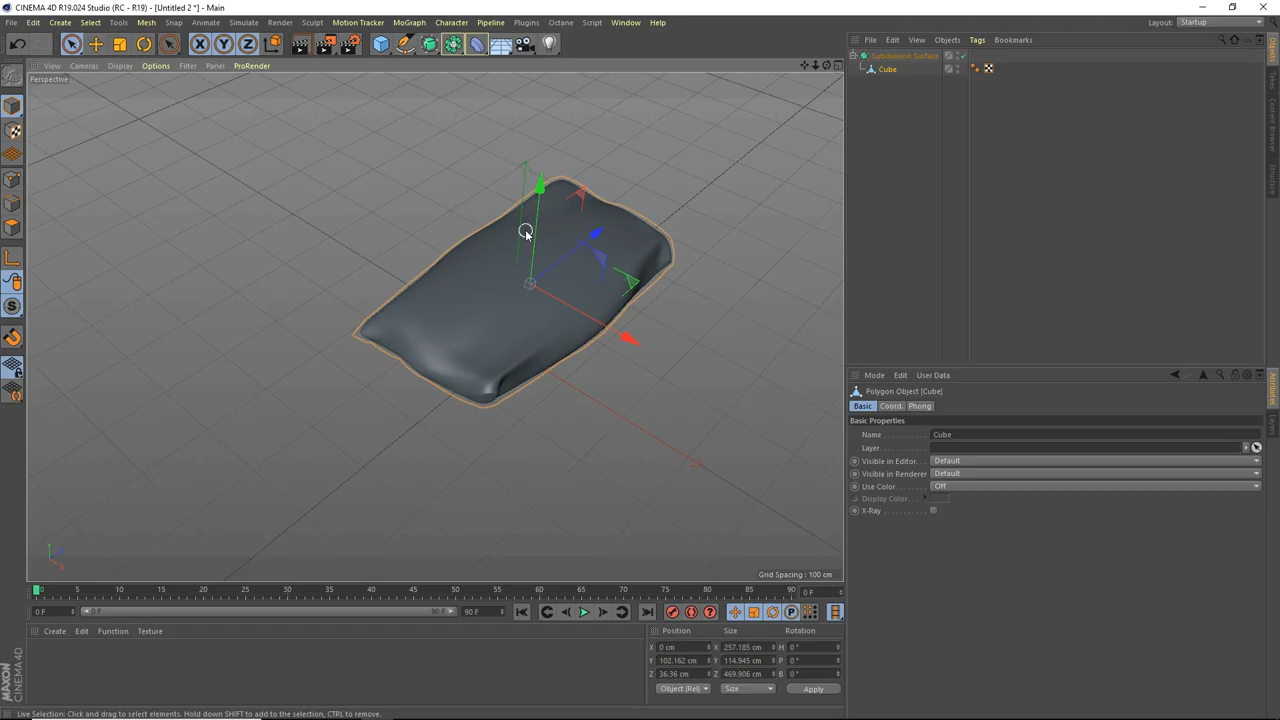 CINEMA 4D R19.024 Studio (RC - R19) - [Untitled 2 *] - Main
File Edit Create Select Tools Mesh Snap Animate Simulate Render Sculpt Motion Tracker MoGraph Character Pipeline Plugins Octane Script Window Help
Layout: Startup
X Y Z
File Edit View Objects Tags Bookmarks
View Cameras Display Options Filter Panel ProRender
Perspective
Subdivision Surface
Cube
Objects
Takes
Content Browser
Structure
Mode Edit User Data
Polygon Object [Cube]
Basic Coord. Phong
Basic Properties
Name Cube
Layer
Visible in Editor Default
Visible in Renderer Default
Use Color Off
Display Color
X-Ray
Attributes
Layers
Grid Spacing : 100 cm
0 5 10 15 20 25 30 35 40 45 50 55 60 65 70 75 80 85 90 0 F
0 F 0 F 90 F 90 F
Create Edit Function Texture
Position Size Rotation
X 0 cm X 257.185 cm H 0 °
Y 102.162 cm Y 114.945 cm P 0 °
Z 36.36 cm Z 469.906 cm B 0 °
Object (Rel) Size Apply
MAXON CINEMA 4D
Live Selection: Click and drag to select elements. Hold down SHIFT to add to the selection, CTRL to remove.